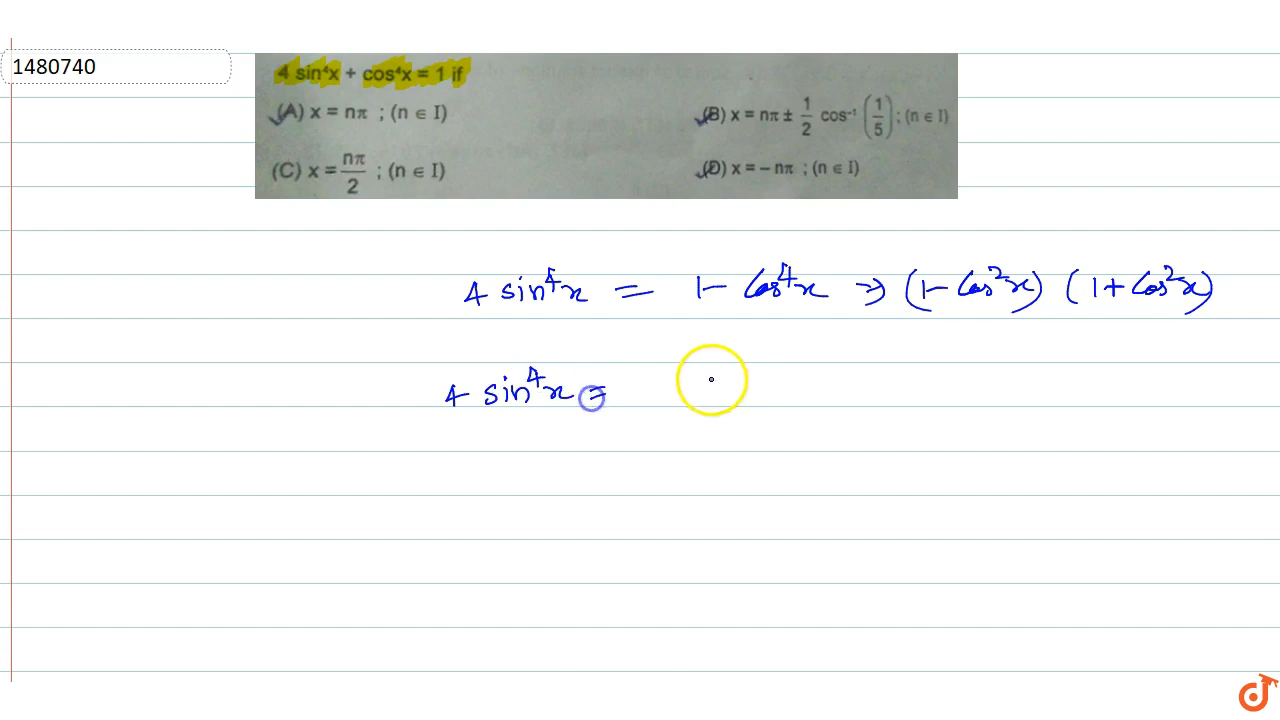 1480740
4 sin⁴x + cos⁴x = 1 if
(A) x = nπ ; (n ∈ I)
(B) x = nπ ± 1/2 cos⁻¹ (1/5) ; (n ∈ I)
(C) x = nπ/2 ; (n ∈ I)
(D) x = – nπ ; (n ∈ I)
4 sin⁴x = 1 - Cos⁴x ⇒ (1 - Cos²x) (1 + Cos²x)
4 sin⁴x =